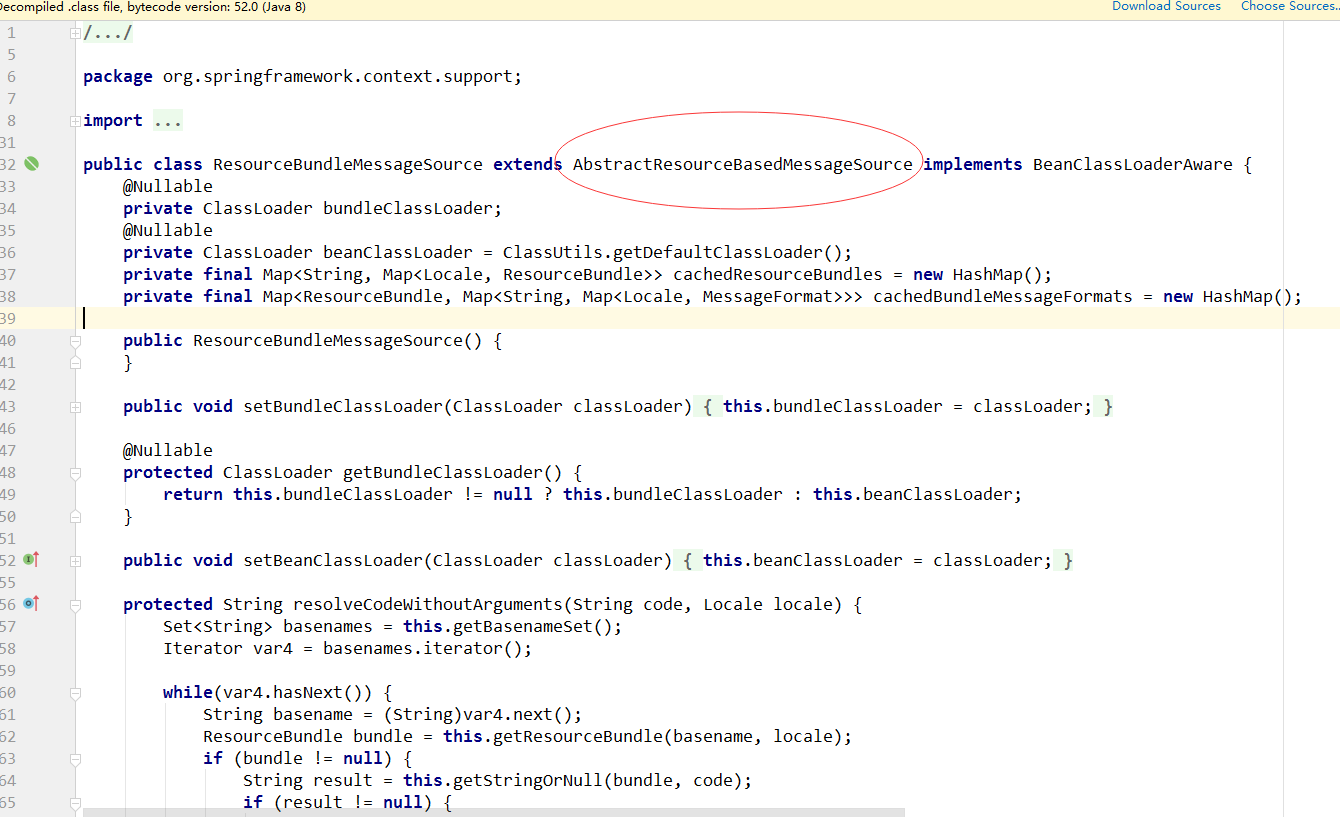 Decompiled .class file, bytecode version: 52.0 (Java 8) Download Sources Choose Sources..
1 /.../
5
6 package org.springframework.context.support;
7
8 import ...
31
32 public class ResourceBundleMessageSource extends AbstractResourceBasedMessageSource implements BeanClassLoaderAware {
33 @Nullable
34 private ClassLoader bundleClassLoader;
35 @Nullable
36 private ClassLoader beanClassLoader = ClassUtils.getDefaultClassLoader();
37 private final Map<String, Map<Locale, ResourceBundle>> cachedResourceBundles = new HashMap();
38 private final Map<ResourceBundle, Map<String, Map<Locale, MessageFormat>>> cachedBundleMessageFormats = new HashMap();
39
40 public ResourceBundleMessageSource() {
41 }
42
43 public void setBundleClassLoader(ClassLoader classLoader) { this.bundleClassLoader = classLoader; }
46
47 @Nullable
48 protected ClassLoader getBundleClassLoader() {
49 return this.bundleClassLoader != null ? this.bundleClassLoader : this.beanClassLoader;
50 }
51
52 public void setBeanClassLoader(ClassLoader classLoader) { this.beanClassLoader = classLoader; }
55
56 protected String resolveCodeWithoutArguments(String code, Locale locale) {
57 Set<String> basenames = this.getBasenameSet();
58 Iterator var4 = basenames.iterator();
59
60 while(var4.hasNext()) {
61 String basename = (String)var4.next();
62 ResourceBundle bundle = this.getResourceBundle(basename, locale);
63 if (bundle != null) {
64 String result = this.getStringOrNull(bundle, code);
65 if (result != null) {